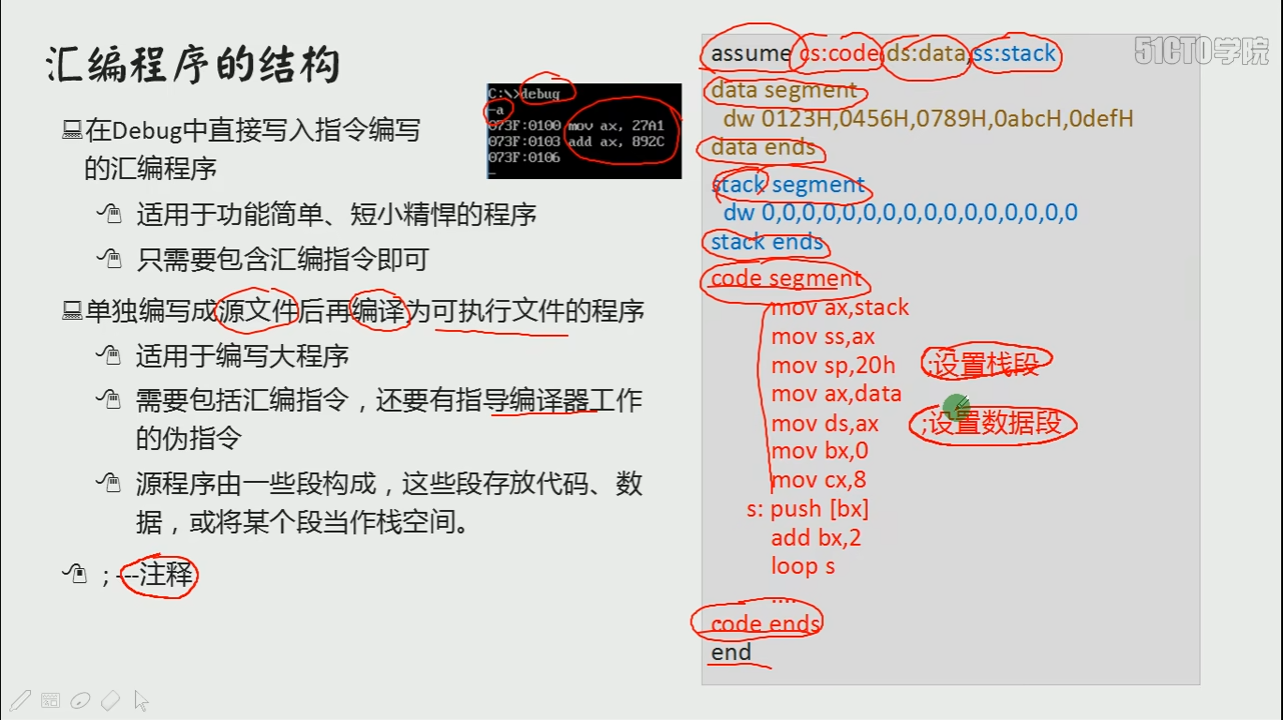 汇编程序的结构
51CTO学院
在Debug中直接写入指令编写
的汇编程序
适用于功能简单、短小精悍的程序
只需要包含汇编指令即可
单独编写成源文件后再编译为可执行文件的程序
适用于编写大程序
需要包括汇编指令，还要有指导编译器工作
的伪指令
源程序由一些段构成，这些段存放代码、数
据，或将某个段当作栈空间。
; ---注释
C:\>debug
-a
073F:0100 mov ax, 27A1
073F:0103 add ax, 892C
073F:0106
assume cs:code,ds:data,ss:stack
data segment
dw 0123H,0456H,0789H,0abcH,0defH
data ends
stack segment
dw 0,0,0,0,0,0,0,0,0,0,0,0,0,0,0,0
stack ends
code segment
mov ax,stack
mov ss,ax
mov sp,20h ;设置栈段
mov ax,data
mov ds,ax ;设置数据段
mov bx,0
mov cx,8
s: push [bx]
add bx,2
loop s
....
code ends
end